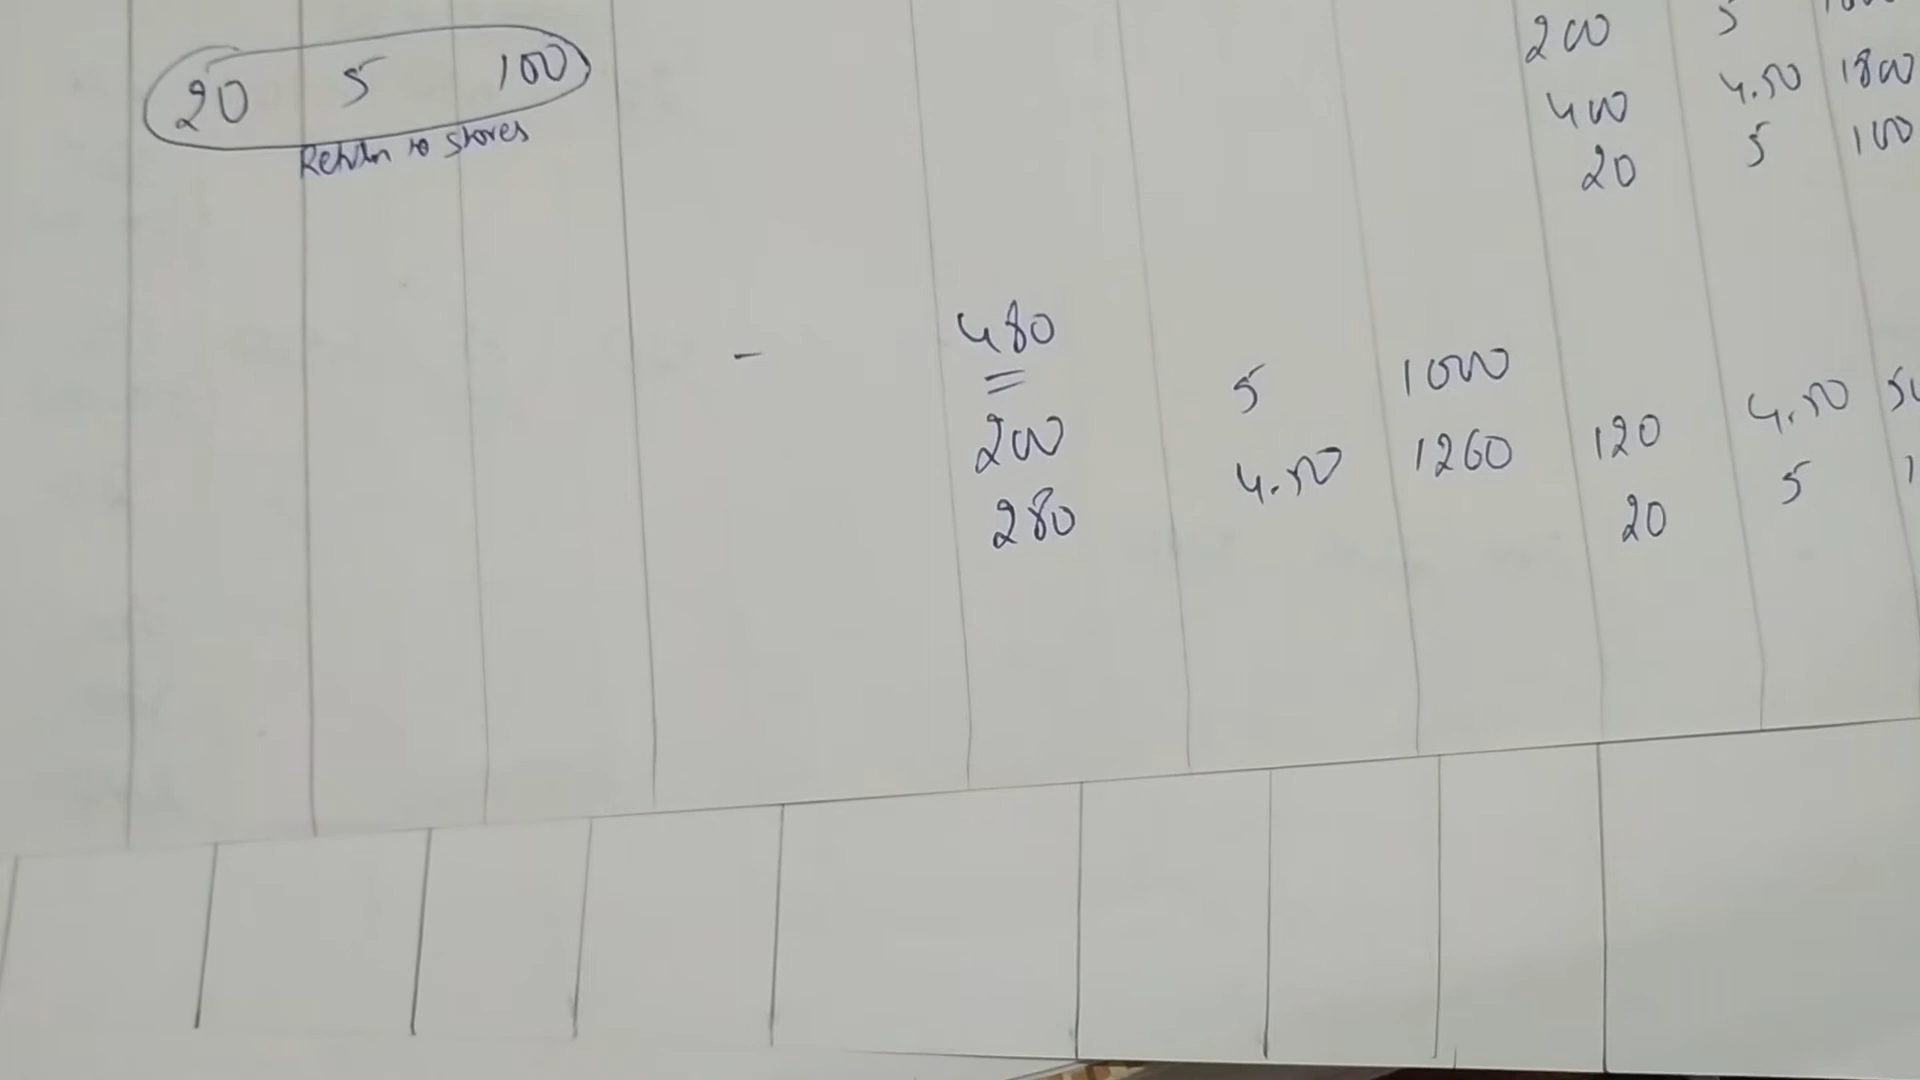 200 5
20 5 100 400 4.50 1800
Return to stores 20 5 100
- 480
200 5 1000 120 4.50
280 4.50 1260 20 5